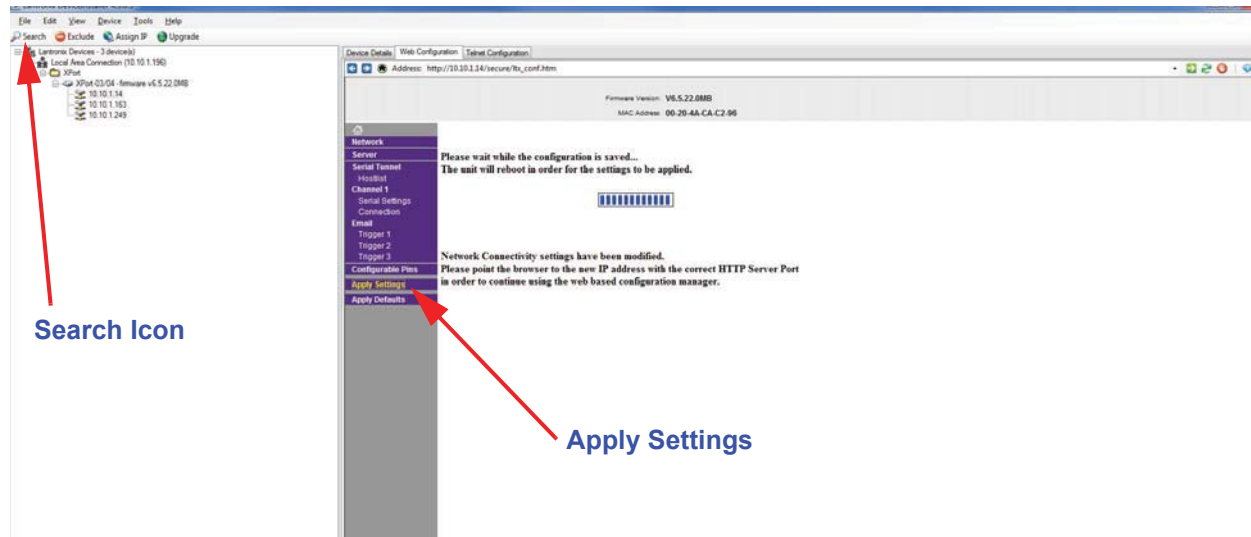 File Edit View Device Tools Help
Search Exclude Assign IP Upgrade
Lantronix Devices - 3 device(s)
Local Area Connection (10.10.1.196)
XPort
XPort-03/04 - firmware v6.5.22.0MB
10.10.1.14
10.10.1.163
10.10.1.249
Search Icon
Device Details Web Configuration Telnet Configuration
Address: http://10.10.1.14/secure/ltx_conf.htm
Firmware Version: V6.5.22.0MB
MAC Address: 00-20-4A-CA-C2-96
Network
Server
Serial Tunnel
Hostlist
Channel 1
Serial Settings
Connection
Email
Trigger 1
Trigger 2
Trigger 3
Configurable Pins
Apply Settings
Apply Defaults
Please wait while the configuration is saved...
The unit will reboot in order for the settings to be applied.
Network Connectivity settings have been modified.
Please point the browser to the new IP address with the correct HTTP Server Port
in order to continue using the web based configuration manager.
Apply Settings